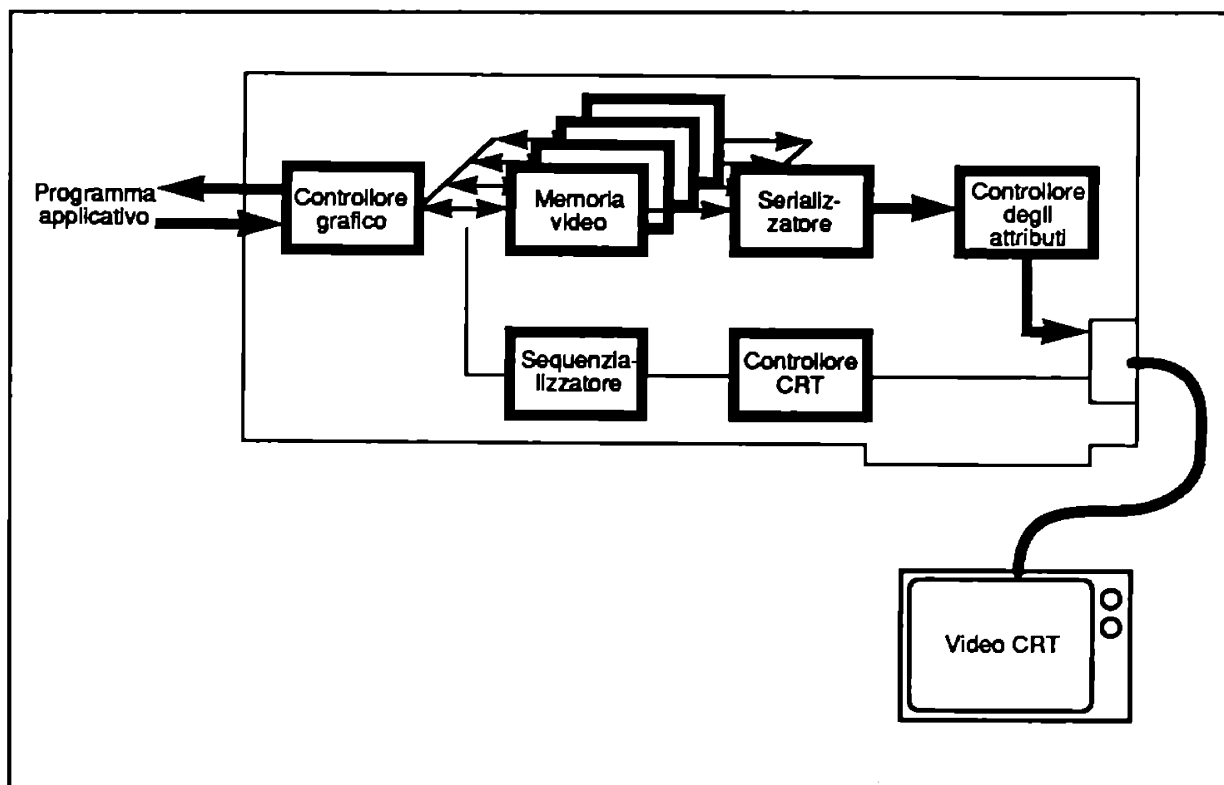 Programma
applicativo
Controllore
grafico
Memoria
video
Serializ-
zatore
Controllore
degli
attributi
Sequenzia-
lizzatore
Controllore
CRT
Video CRT